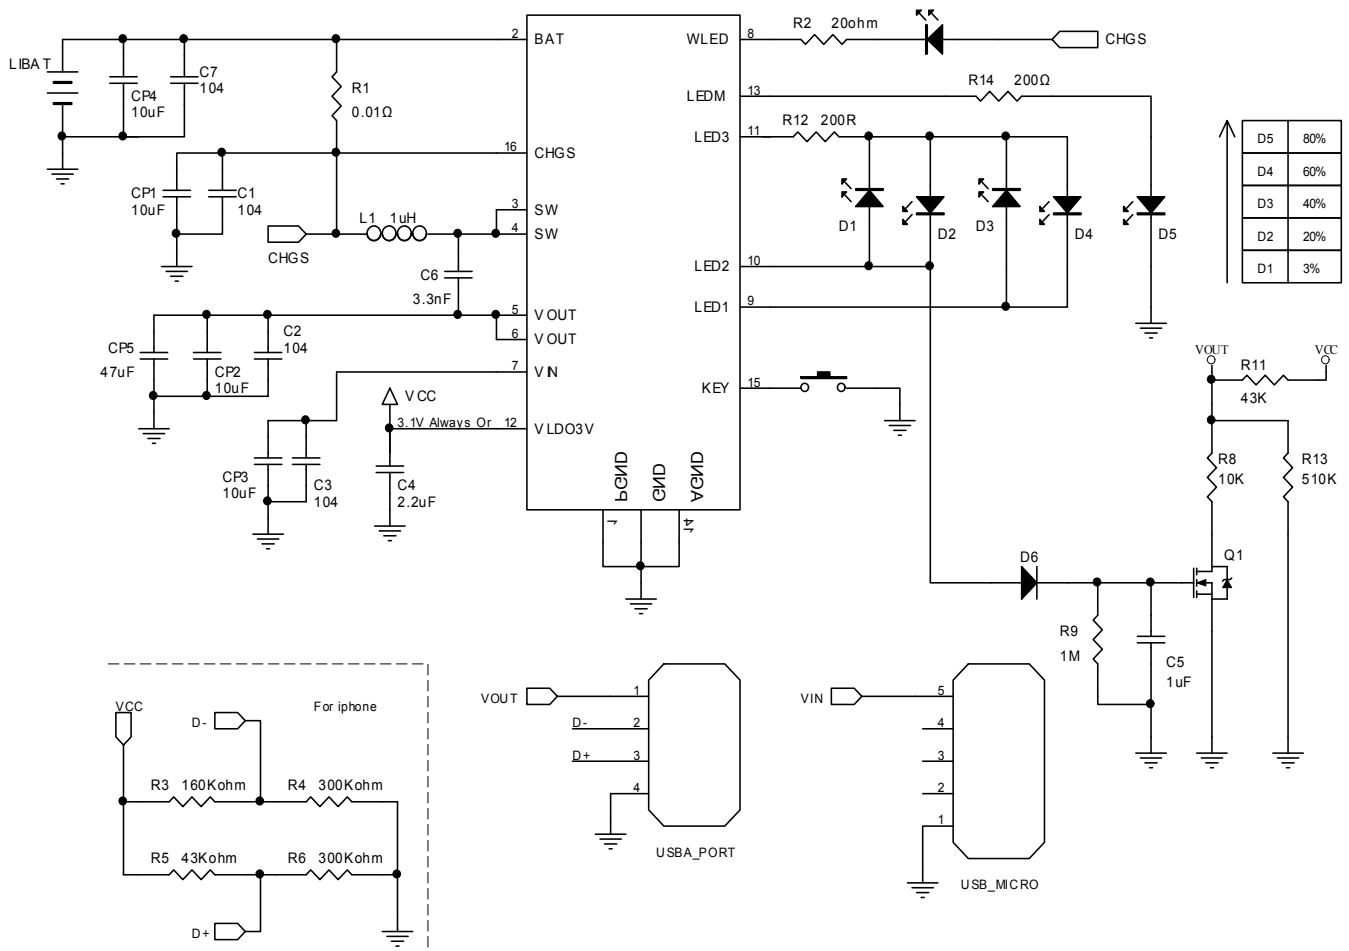 LIBAT
CP4
10uF
C7
104
R1
0.01Ω
CP1
10uF
C1
104
CHGS
L1 1uH
C6
3.3nF
CP5
47uF
CP2
10uF
C2
104
CP3
10uF
C3
104
VCC
3.1V Always Or
C4
2.2uF
2 BAT
16 CHGS
3 SW
4 SW
5 VOUT
6 VOUT
7 VIN
12 VLDO3V
PGND
GND
AGND
1
14
WLED 8
LEDM 13
LED3 11
LED2 10
LED1 9
KEY 15
R2 20ohm
CHGS
R14 200Ω
R12 200R
D1
D2
D3
D4
D5
D5 80%
D4 60%
D3 40%
D2 20%
D1 3%
VOUT
VCC
R11
43K
R8
10K
R13
510K
D6
Q1
R9
1M
C5
1uF
For iphone
VCC
D-
R3 160Kohm
R4 300Kohm
R5 43Kohm
R6 300Kohm
D+
VOUT
1
D-
2
D+
3
4
USBA_PORT
VIN
5
4
3
2
1
USB_MICRO